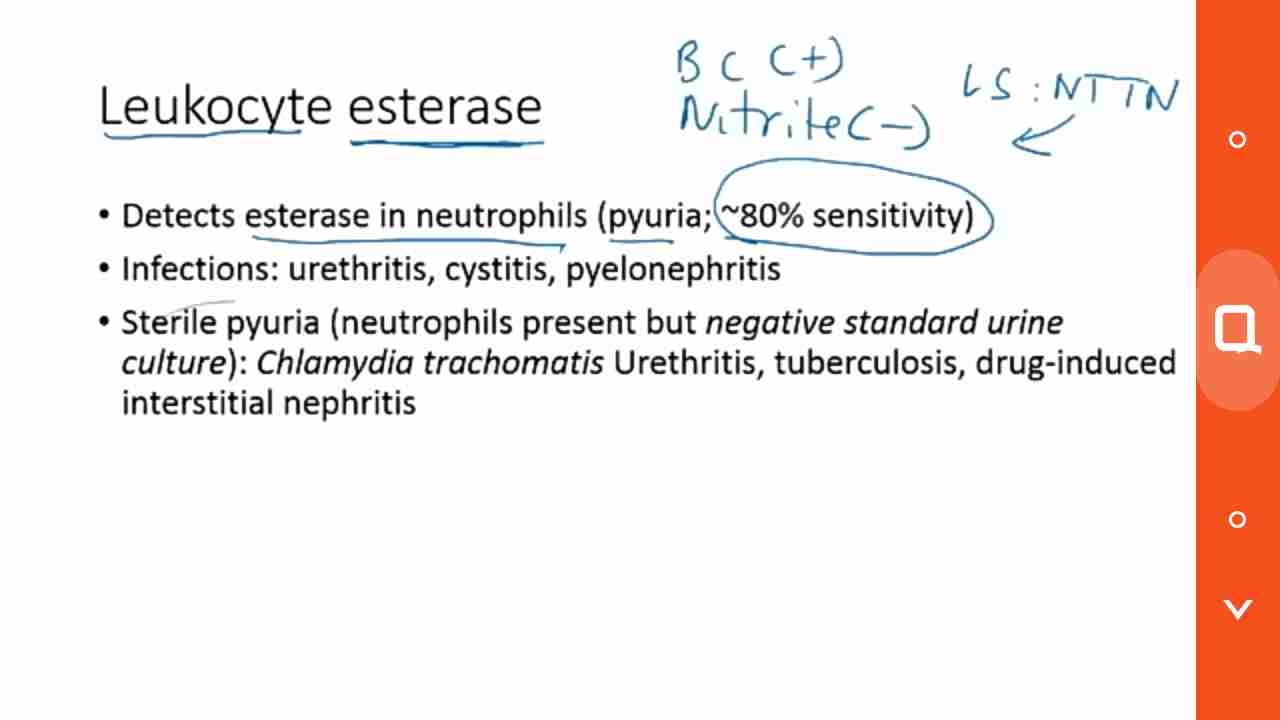 B C (+)
LS : NTTN
Leukocyte esterase
Nitrite (-)
• Detects esterase in neutrophils (pyuria; ~80% sensitivity)
• Infections: urethritis, cystitis, pyelonephritis
• Sterile pyuria (neutrophils present but negative standard urine
culture): Chlamydia trachomatis Urethritis, tuberculosis, drug-induced
interstitial nephritis